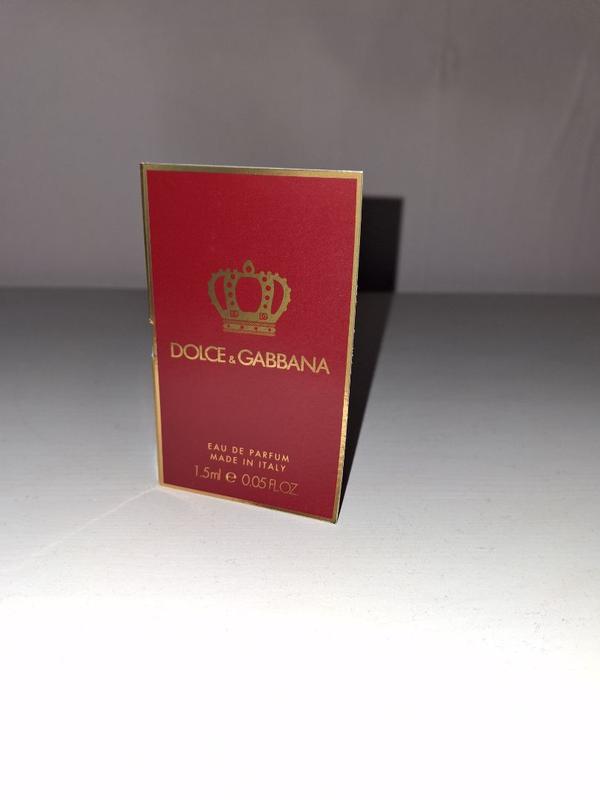 DOLCE & GABBANA
EAU DE PARFUM
MADE IN ITALY
1.5ml e 0.05 FL.OZ.